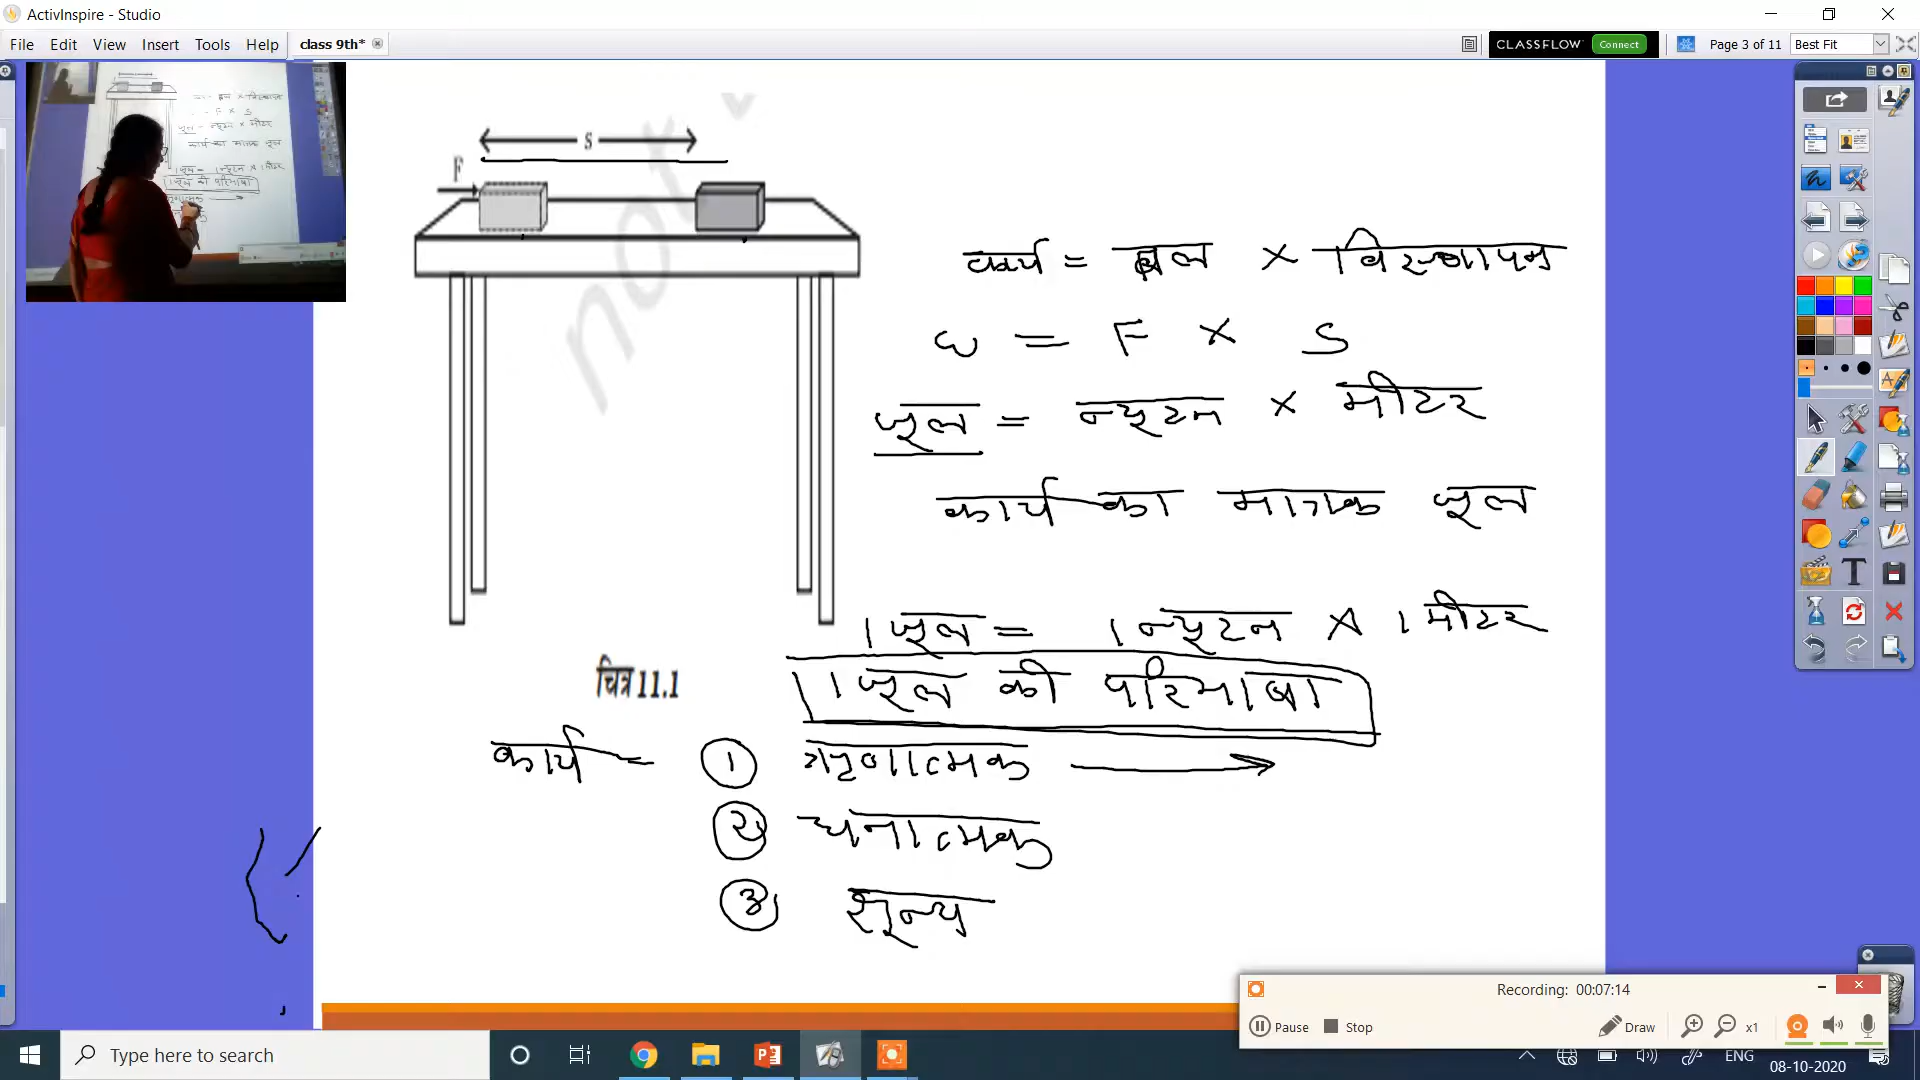 ActivInspire - Studio
File Edit View Insert Tools Help class 9th*
CLASSFLOW Connect Page 3 of 11 Best Fit
not
S
F
कार्य = बल × विस्थापन
W = F × S
जूल = न्यूटन × मीटर
कार्य का मात्रक जूल
1 जूल = 1 न्यूटन × 1 मीटर
चित्र 11.1
1 जूल की परिभाषा
कार्य - ① ऋणात्मक
② धनात्मक
③ शून्य
Recording: 00:07:14
Pause Stop Draw x1
Type here to search
ENG
08-10-2020